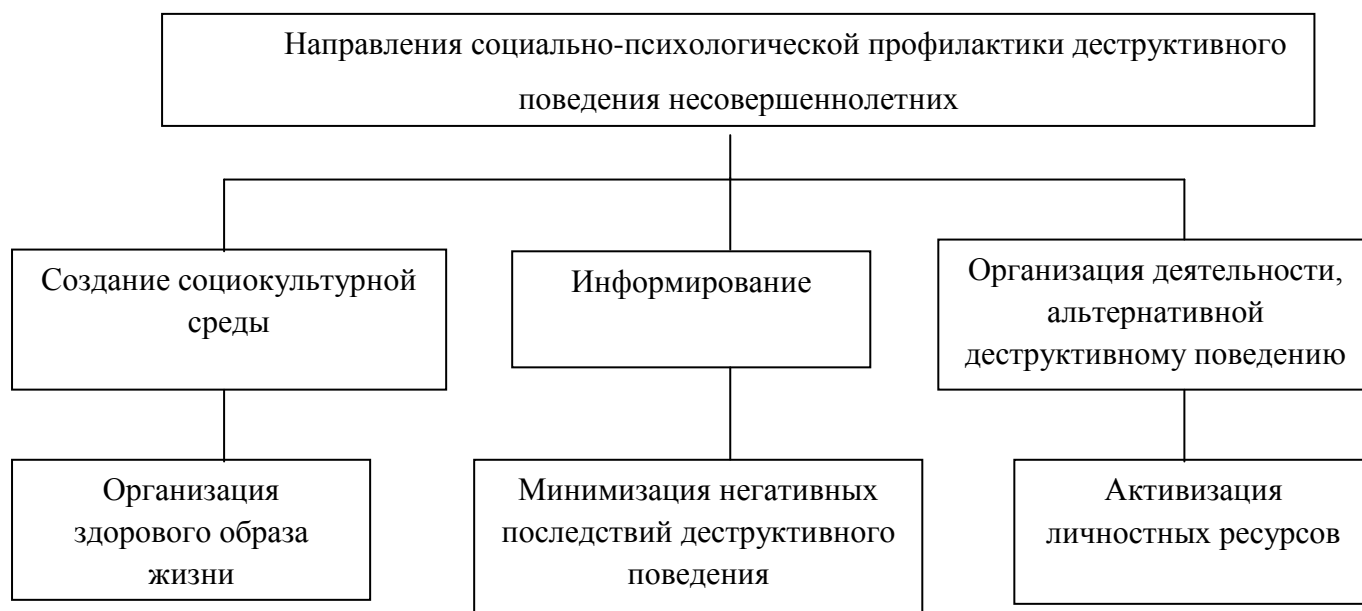 Направления социально-психологической профилактики деструктивного
поведения несовершеннолетних
Создание социокультурной
среды
Информирование
Организация деятельности,
альтернативной
деструктивному поведению
Организация
здорового образа
жизни
Минимизация негативных
последствий деструктивного
поведения
Активизация
личностных ресурсов